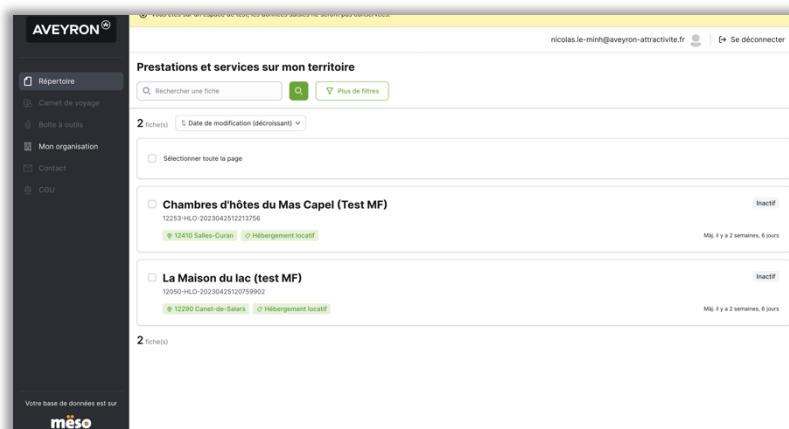 Vous êtes sur un espace de test, les données saisies ne seront pas conservées.
AVEYRON
nicolas.le-minh@aveyron-attractivite.fr
Se déconnecter
Répertoire
Carnet de voyage
Boîte à outils
Mon organisation
Contact
CGU
Prestations et services sur mon territoire
Rechercher une fiche
Plus de filtres
2 fiche(s)
Date de modification (décroissant)
Sélectionner toute la page
Chambres d'hôtes du Mas Capel (Test MF)
Inactif
12253-HLO-2023042512213756
12410 Salles-Curan
Hébergement locatif
Màj. il y a 2 semaines, 6 jours
La Maison du lac (test MF)
Inactif
12050-HLO-20230425120759902
12290 Canet-de-Salars
Hébergement locatif
Màj. il y a 2 semaines, 6 jours
2 fiche(s)
Votre base de données est sur
mëso